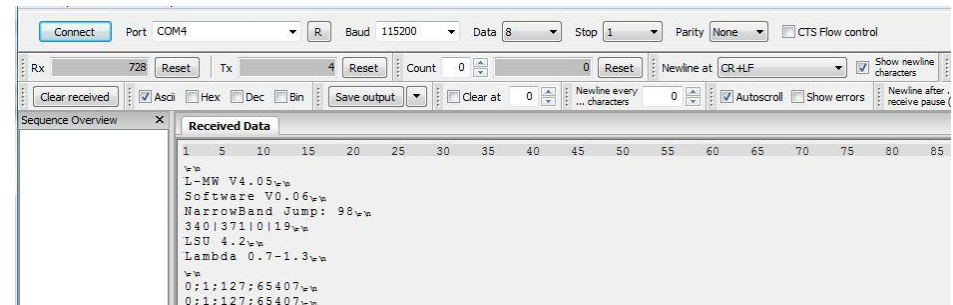 Connect Port COM4 R Baud 115200 Data 8 Stop 1 Parity None CTS Flow control
Rx 728 Reset Tx 4 Reset Count 0 0 Reset Newline at CR+LF Show newline characters
Clear received Ascii Hex Dec Bin Save output Clear at 0 Newline every ... characters 0 Autoscroll Show errors Newline after . receive pause (
Sequence Overview X Received Data
1 5 10 15 20 25 30 35 40 45 50 55 60 65 70 75 80 85
\r\n
L-MW V4.05\r\n
Software V0.06\r\n
NarrowBand Jump: 98\r\n
340|371|0|19\r\n
LSU 4.2\r\n
Lambda 0.7-1.3\r\n
\r\n
0;1;127;65407\r\n
0;1;127;65407\r\n